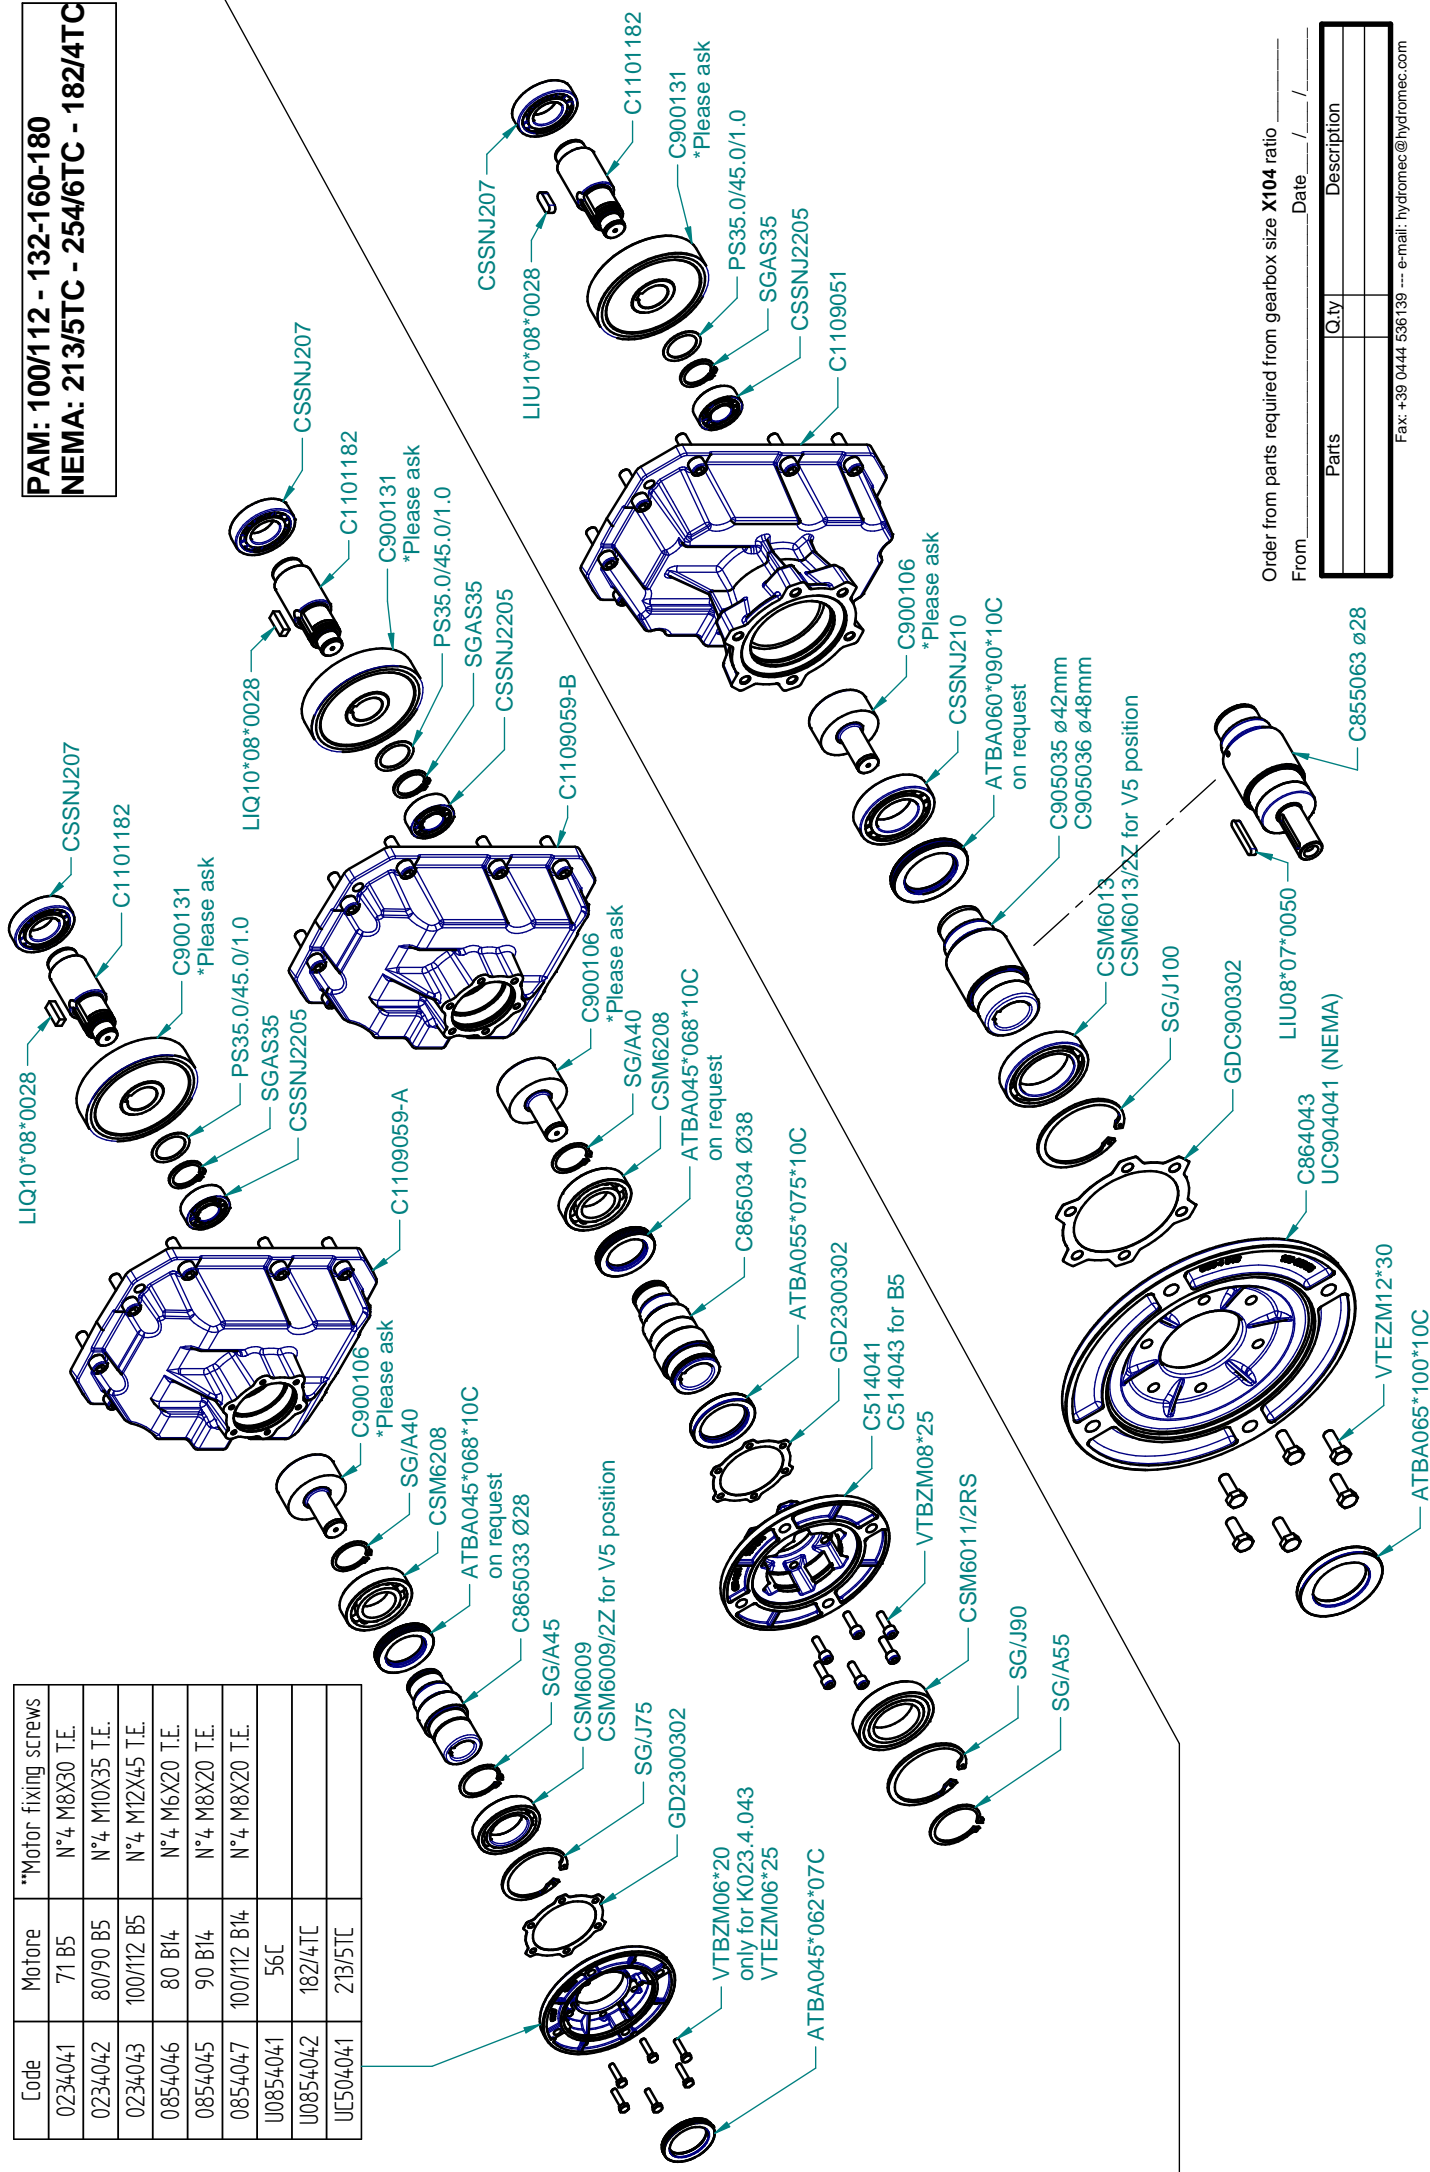 PAM: 100/112 - 132-160-180
NEMA: 213/5TC - 254/6TC - 182/4TC
Code Motore **Motor fixing screws
0234041 71 B5 N°4 M8X30 T.E.
0234042 80/90 B5 N°4 M10X35 T.E.
0234043 100/112 B5 N°4 M12X45 T.E.
0854046 80 B14 N°4 M6X20 T.E.
0854045 90 B14 N°4 M8X20 T.E.
0854047 100/112 B14 N°4 M8X20 T.E.
U0854041 56C
U0854042 182/4TC
UC504041 213/5TC
CSSNJ207
C1101182
LIQ10*08*0028
C900131
*Please ask
PS35.0/45.0/1.0
SGAS35
CSSNJ2205
C1109059-A
C900106
*Please ask
SG/A40
CSM6208
ATBA045*068*10C
on request
C865033 Ø28
SG/A45
CSM6009
CSM6009/2Z for V5 position
SG/J75
GD2300302
VTBZM06*20
only for K023.4.043
VTEZM06*25
ATBA045*062*07C
CSSNJ207
C1101182
LIQ10*08*0028
C900131
*Please ask
PS35.0/45.0/1.0
SGAS35
CSSNJ2205
C1109059-B
C900106
*Please ask
SG/A40
CSM6208
ATBA045*068*10C
on request
C865034 Ø38
ATBA055*075*10C
GD2300302
C514041
C514043 for B5
VTBZM08*25
CSM6011/2RS
SG/J90
SG/A55
CSSNJ207
C1101182
LIU10*08*0028
C900131
*Please ask
PS35.0/45.0/1.0
SGAS35
CSSNJ2205
C1109051
C900106
*Please ask
CSSNJ210
ATBA060*090*10C
on request
C905035 ø42mm
C905036 ø48mm
CSM6013
CSM6013/2Z for V5 position
SG/J100
GDC900302
C855063 ø28
LIU08*07*0050
C864043
UC904041 (NEMA)
VTEZM12*30
ATBA065*100*10C
Order from parts required from gearbox size X104 ratio ______
From____________________________ Date ____/____/______
Parts Q.ty Description
Fax: +39 0444 536139 --- e-mail: hydromec@hydromec.com